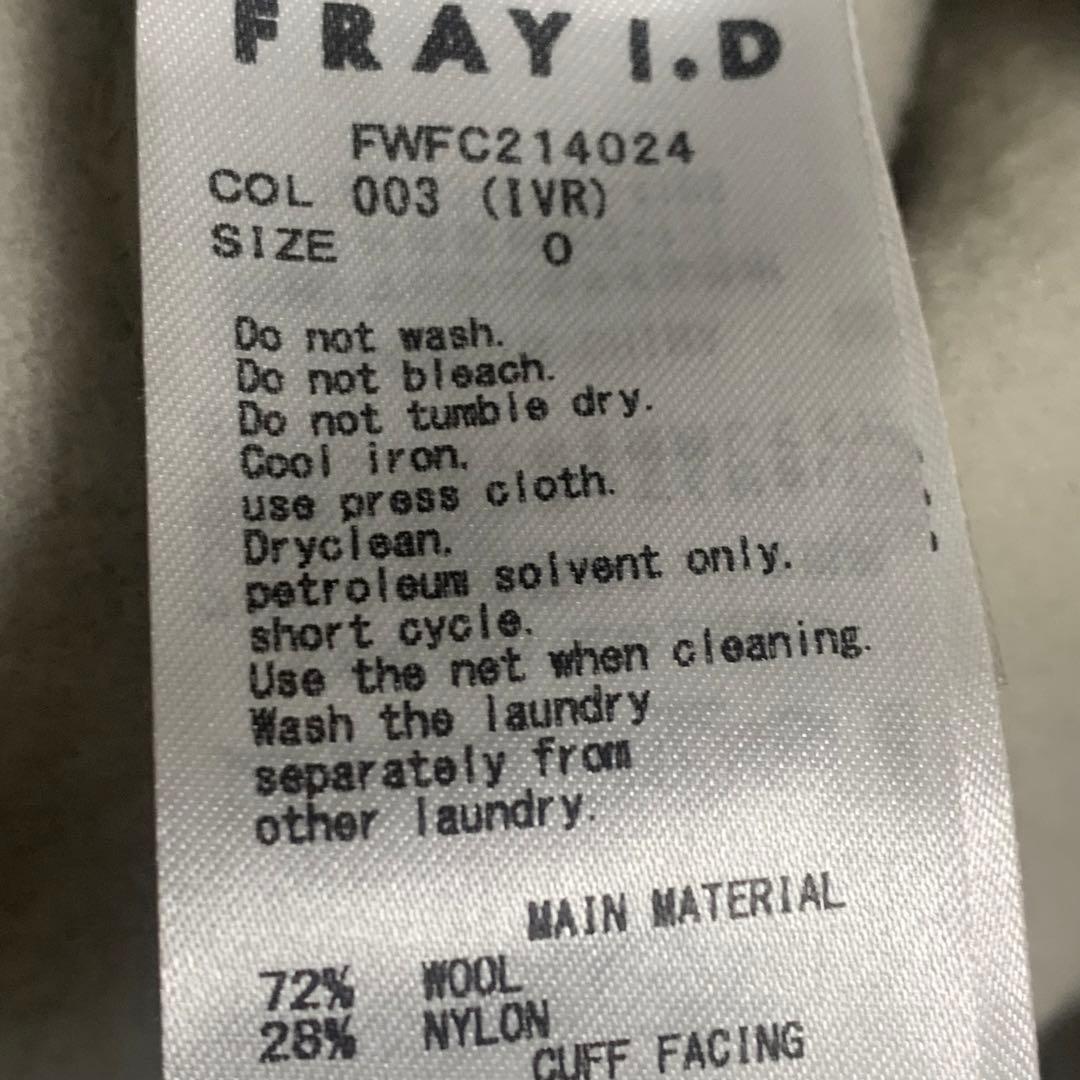 FRAY I.D
FWFC214024
COL 003 (IVR)
SIZE 0
Do not wash.
Do not bleach.
Do not tumble dry.
Cool iron.
use press cloth.
Dryclean.
petroleum solvent only.
short cycle.
Use the net when cleaning.
Wash the laundry
separately from
other laundry.
MAIN MATERIAL
72% WOOL
28% NYLON
CUFF FACING